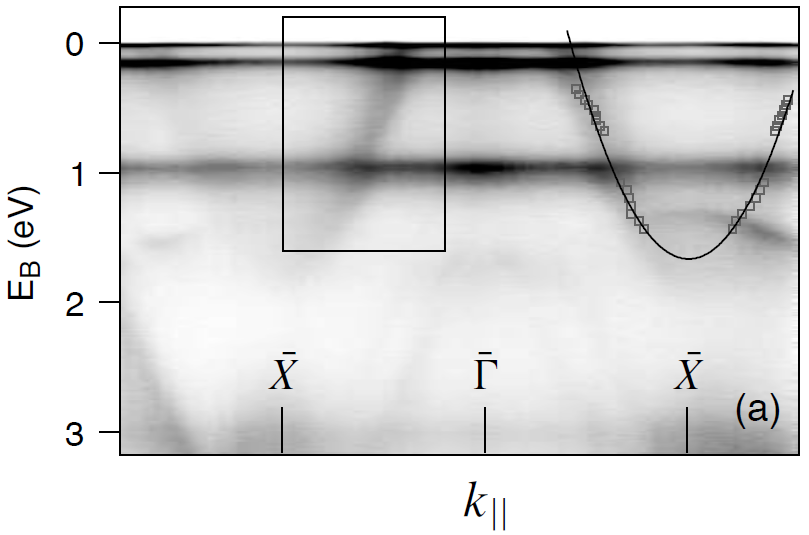 0
1
2
3
E_B (eV)
X̄ Γ̄ X̄
(a)
k_||